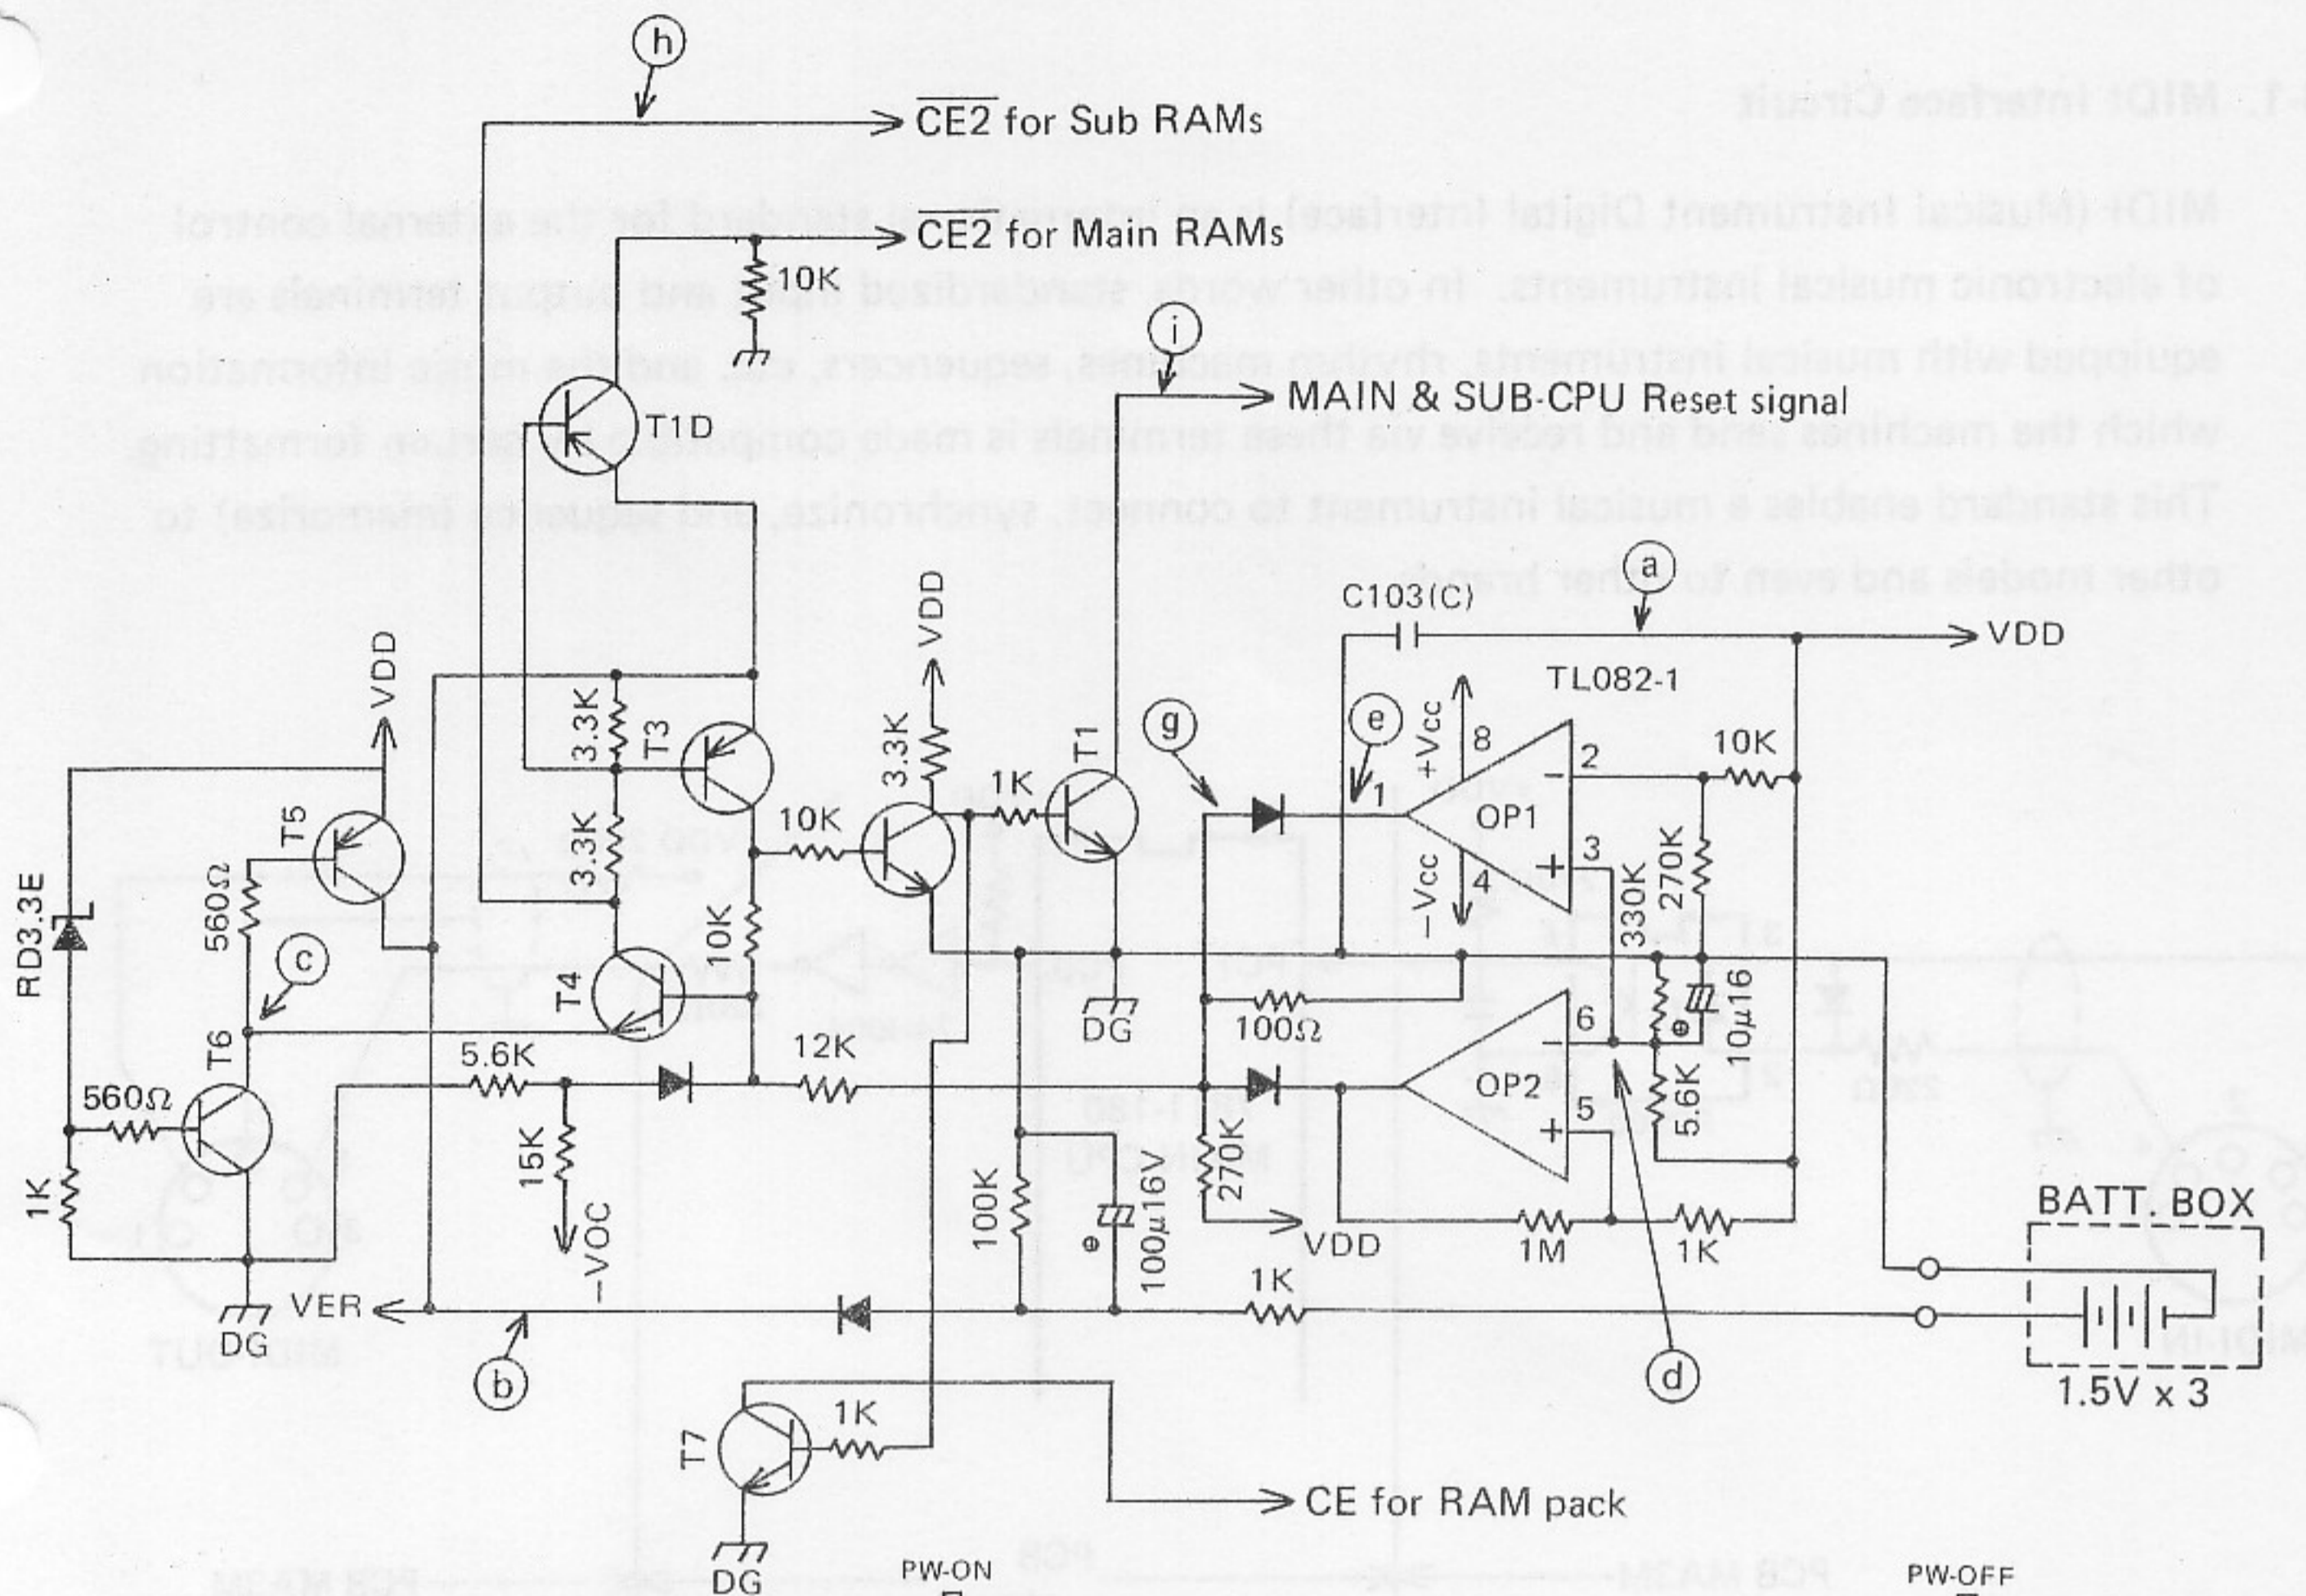 h
CE2 for Sub RAMs
CE2 for Main RAMs
10K
i
MAIN & SUB-CPU Reset signal
T1D
a
C103(C)
VDD
TL082-1
VDD
VDD
3.3K
T3
3.3K
T1
g
e
+Vcc
8
2
10K
1
OP1
T5
3.3K
10K
1K
3
-Vcc
4
330K
270K
RD3.3E
560Ω
c
T4
10K
DG
100Ω
6
10μ16
T6
5.6K
12K
OP2
5.6K
560Ω
5
1K
15K
-VOC
100K
100μ16V
270K
VDD
1M
1K
BATT. BOX
DG
VER
1K
b
d
1.5V x 3
T7
1K
CE for RAM pack
DG
PW-ON
PW-OFF